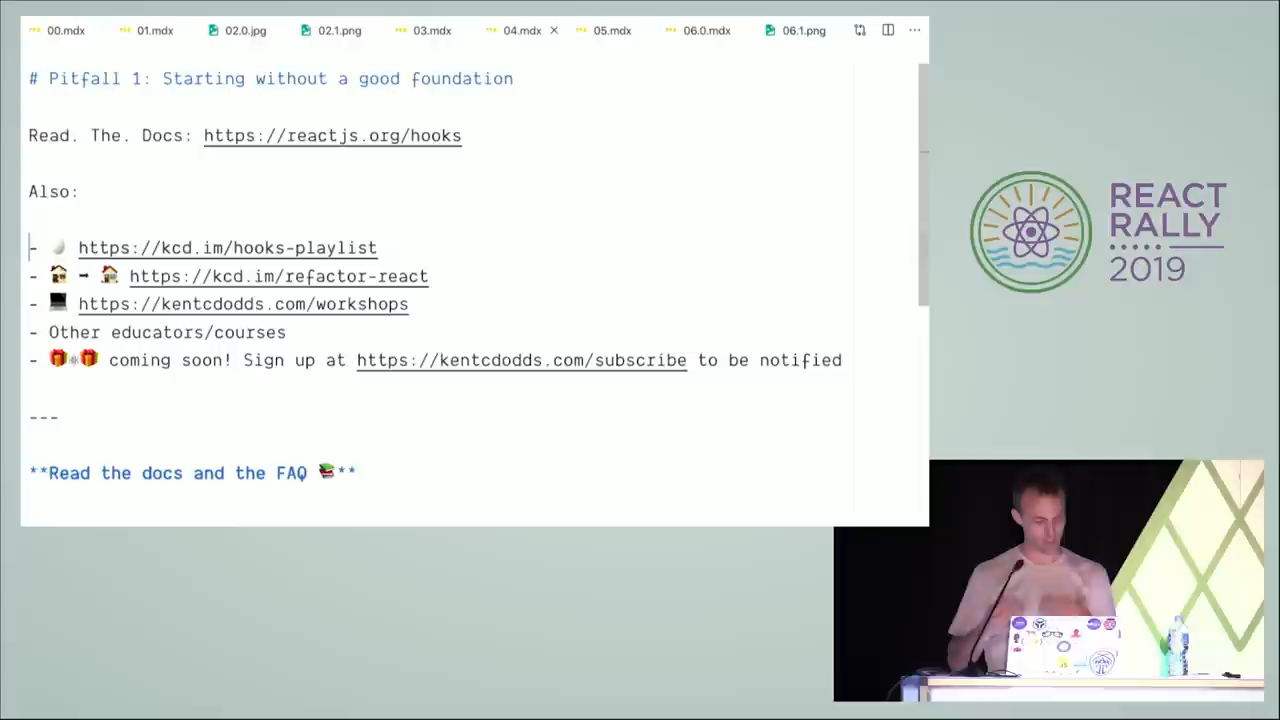 00.mdx 01.mdx 02.0.jpg 02.1.png 03.mdx 04.mdx 05.mdx 06.0.mdx 06.1.png
# Pitfall 1: Starting without a good foundation
Read. The. Docs: https://reactjs.org/hooks
Also:
- https://kcd.im/hooks-playlist
- 🏚 ➡ 🏠 https://kcd.im/refactor-react
- 💻 https://kentcdodds.com/workshops
- Other educators/courses
- 🎁⚛🎁 coming soon! Sign up at https://kentcdodds.com/subscribe to be notified
---
**Read the docs and the FAQ 📚**
REACT
RALLY
2019